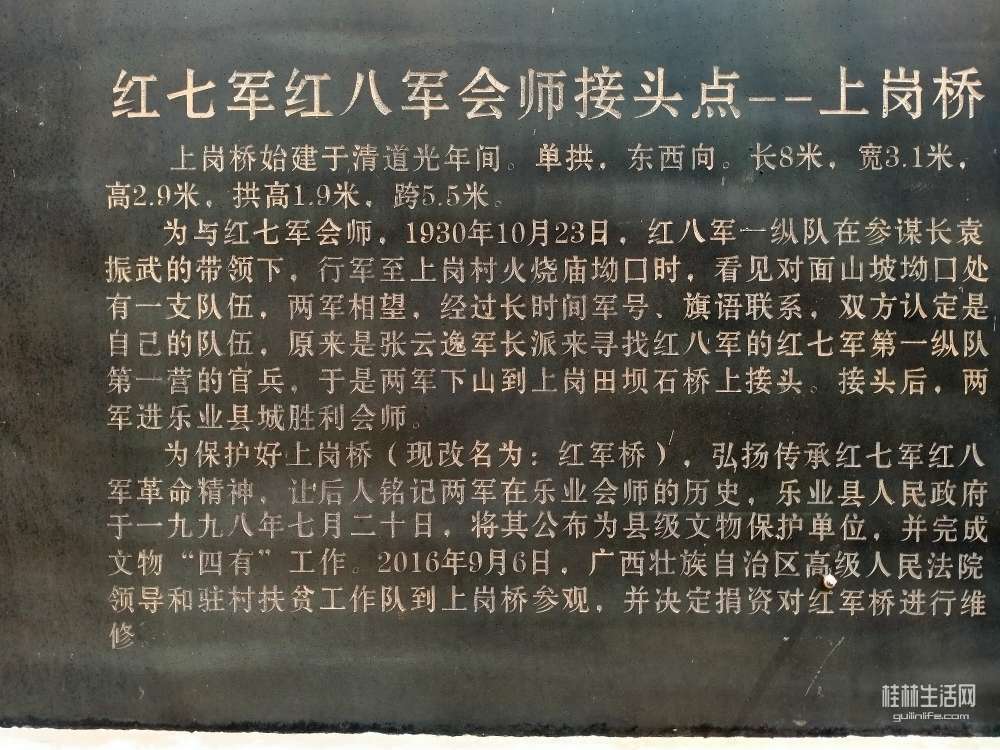 红七军红八军会师接头点--上岗桥
上岗桥始建于清道光年间。单拱，东西向。长8米，宽3.1米，
高2.9米，拱高1.9米，跨5.5米。
为与红七军会师，1930年10月23日，红八军一纵队在参谋长袁
振武的带领下，行军至上岗村火烧庙坳口时，看见对面山坡坳口处
有一支队伍，两军相望，经过长时间军号、旗语联系，双方认定是
自己的队伍，原来是张云逸军长派来寻找红八军的红七军第一纵队
第一营的官兵，于是两军下山到上岗田坝石桥上接头。接头后，两
军进乐业县城胜利会师。
为保护好上岗桥（现改名为：红军桥），弘扬传承红七军红八
军革命精神，让后人铭记两军在乐业会师的历史，乐业县人民政府
于一九九八年七月二十日，将其公布为县级文物保护单位，并完成
文物“四有”工作。2016年9月6日，广西壮族自治区高级人民法院
领导和驻村扶贫工作队到上岗桥参观，并决定捐资对红军桥进行维
修
桂林生活网
guilinlife.com